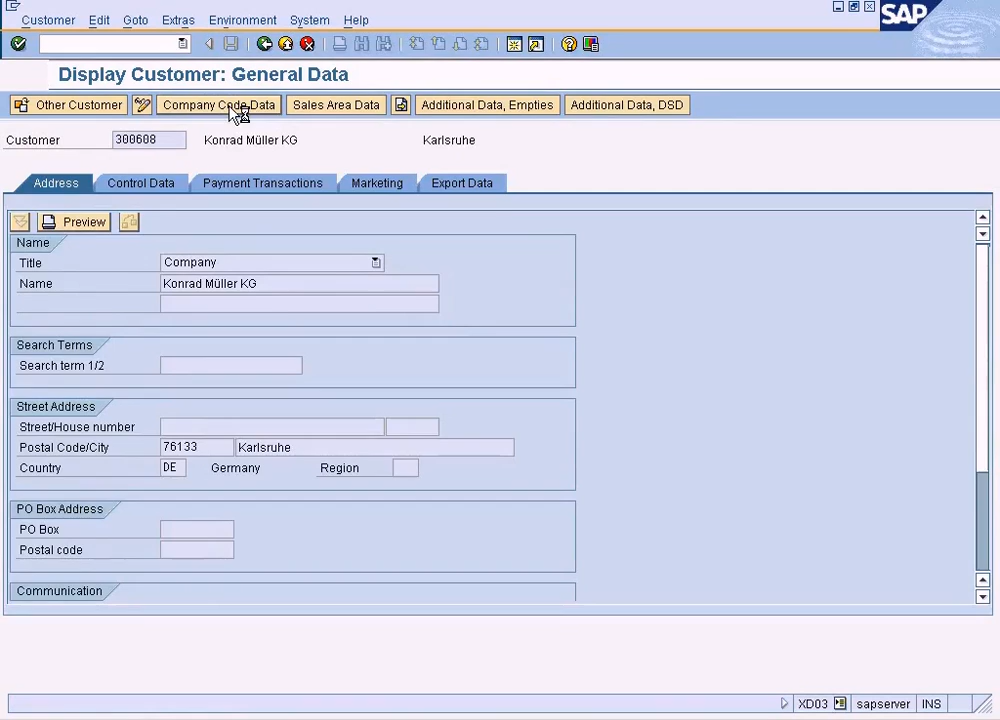 Customer Edit Goto Extras Environment System Help
SAP
Display Customer: General Data
Other Customer Company Code Data Sales Area Data Additional Data, Empties Additional Data, DSD
Customer 300608 Konrad Müller KG Karlsruhe
Address Control Data Payment Transactions Marketing Export Data
Preview
Name
Title Company
Name Konrad Müller KG
Search Terms
Search term 1/2
Street Address
Street/House number
Postal Code/City 76133 Karlsruhe
Country DE Germany Region
PO Box Address
PO Box
Postal code
Communication
XD03 sapserver INS